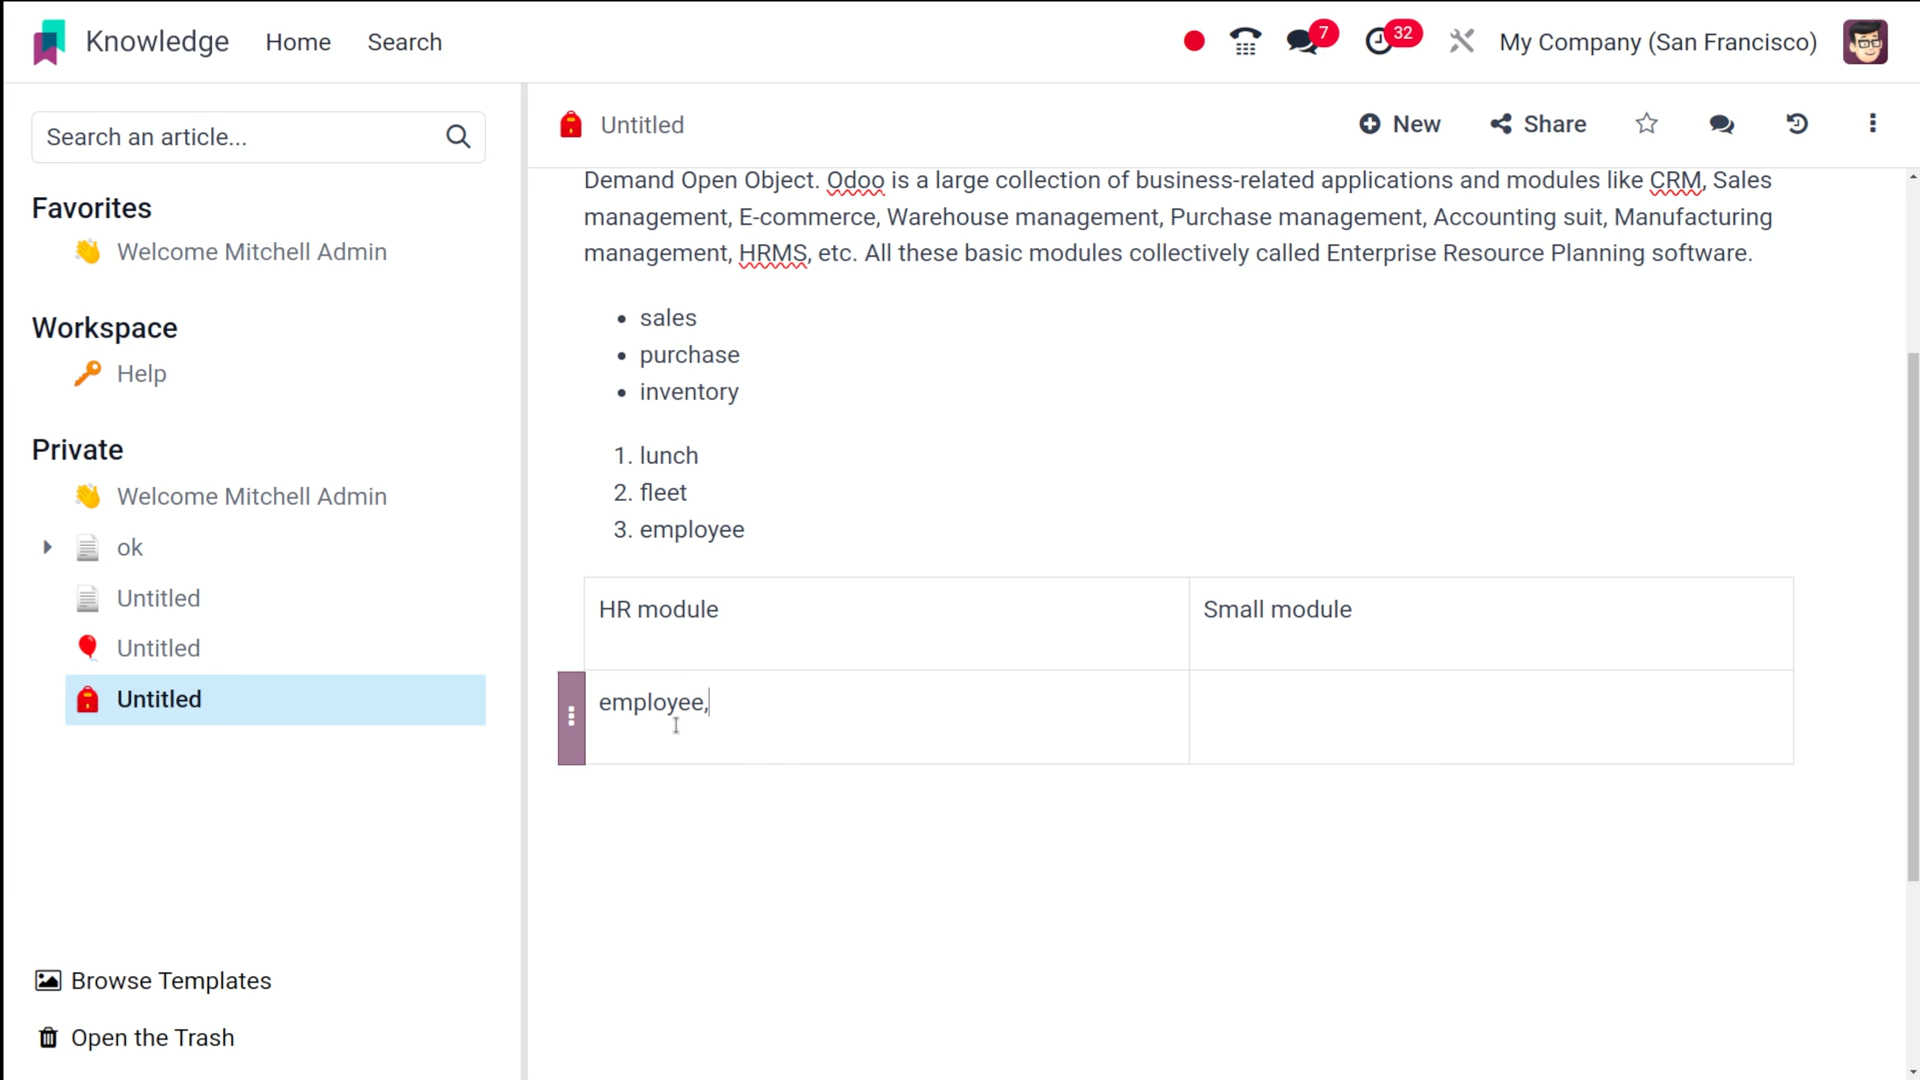 Knowledge Home Search 7 32 My Company (San Francisco)
Search an article...
Favorites
Welcome Mitchell Admin
Workspace
Help
Private
Welcome Mitchell Admin
ok
Untitled
Untitled
Untitled
Browse Templates
Open the Trash
Untitled New Share
Demand Open Object. Odoo is a large collection of business-related applications and modules like CRM, Sales
management, E-commerce, Warehouse management, Purchase management, Accounting suit, Manufacturing
management, HRMS, etc. All these basic modules collectively called Enterprise Resource Planning software.
• sales
• purchase
• inventory
1. lunch
2. fleet
3. employee
HR module Small module
employee,